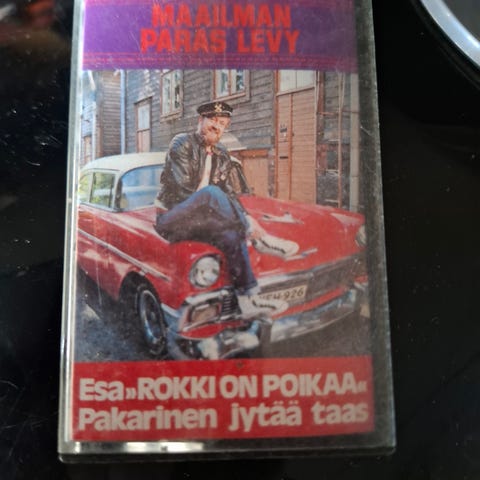 MAAILMAN
PARAS LEVY
Esa »ROKKI ON POIKAA«
Pakarinen jytää taas